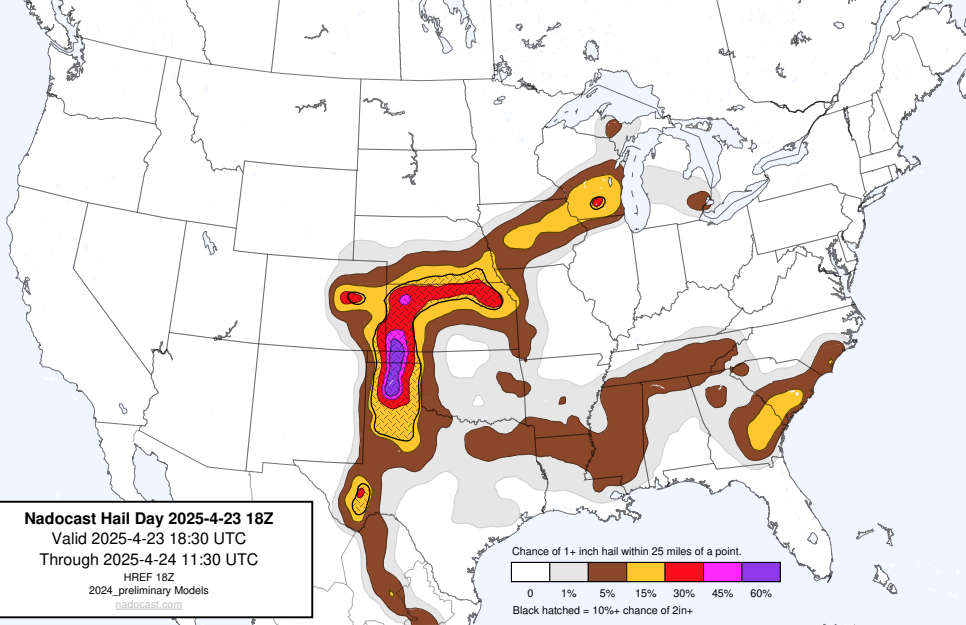 Nadocast Hail Day 2025-4-23 18Z
Valid 2025-4-23 18:30 UTC
Through 2025-4-24 11:30 UTC
HREF 18Z
2024_preliminary Models
nadocast.com
Chance of 1+ inch hail within 25 miles of a point.
0 1% 5% 15% 30% 45% 60%
Black hatched = 10%+ chance of 2in+